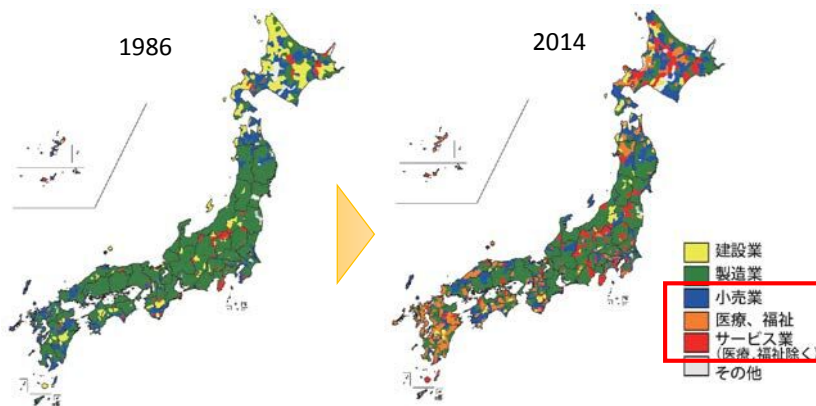 1986
2014
建設業
製造業
小売業
医療、福祉
サービス業
(医療、福祉除く)
その他